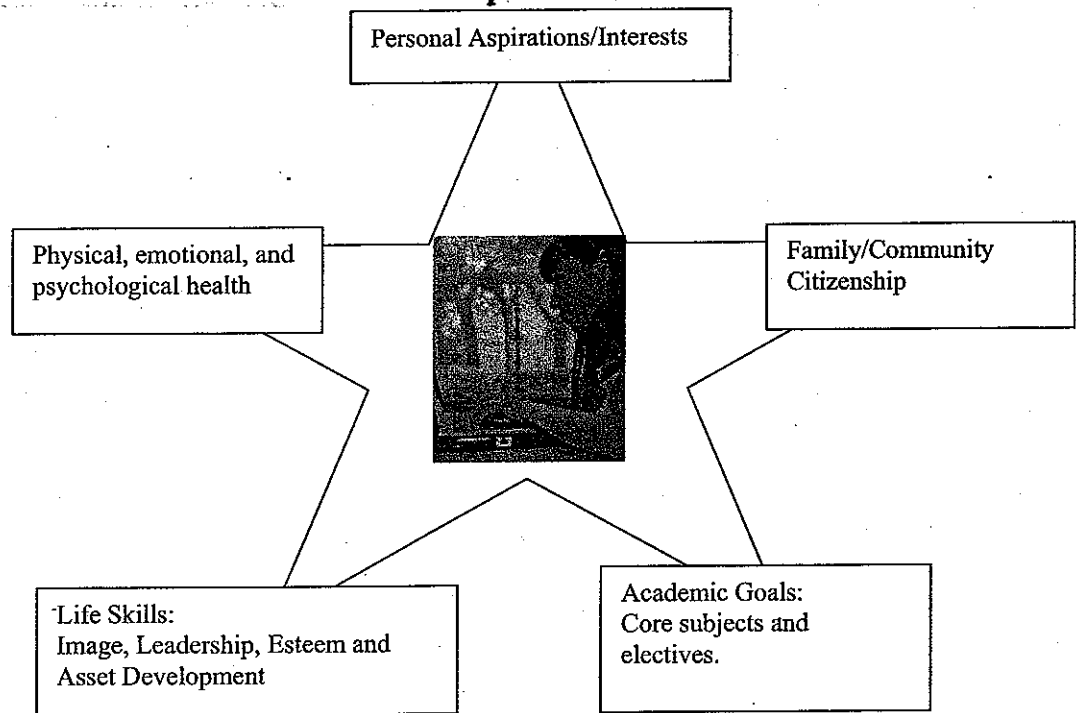 Personal Aspirations/Interests
Physical, emotional, and
psychological health
Family/Community
Citizenship
Life Skills:
Image, Leadership, Esteem and
Asset Development
Academic Goals:
Core subjects and
electives.